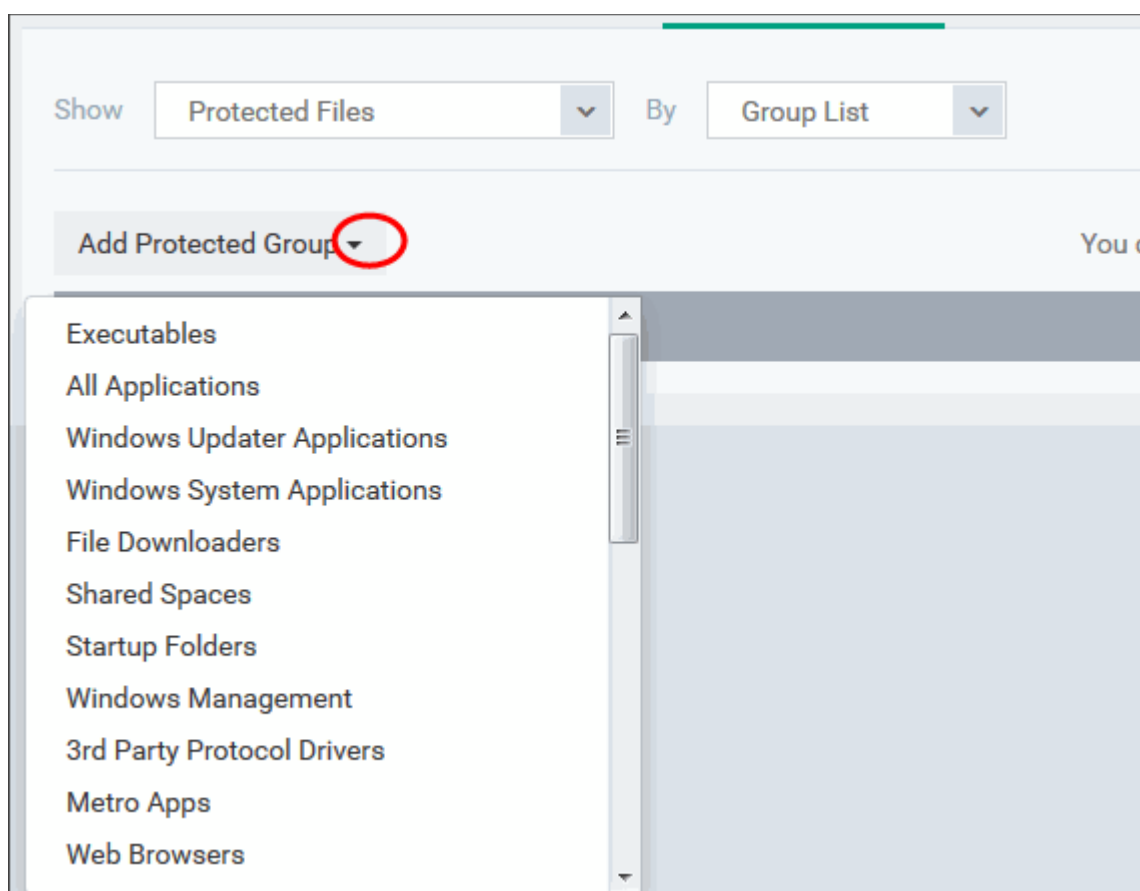 Show Protected Files By Group List
Add Protected Group You
Executables
All Applications
Windows Updater Applications
Windows System Applications
File Downloaders
Shared Spaces
Startup Folders
Windows Management
3rd Party Protocol Drivers
Metro Apps
Web Browsers